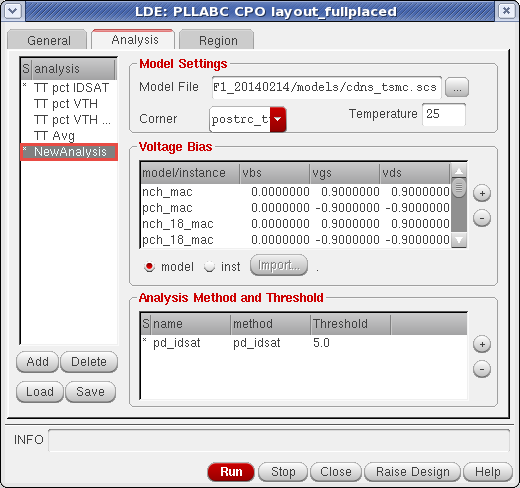 LDE: PLLABC CPO layout_fullplaced
General Analysis Region
S analysis
* TT pct IDSAT
TT pct VTH
TT pct VTH ...
TT Avg
* NewAnalysis
Add Delete
Load Save
Model Settings
Model File F1_20140214/models/cdns_tsmc.scs ...
Corner postrc_t Temperature 25
Voltage Bias
model/instance vbs vgs vds
nch_mac 0.0000000 0.9000000 0.9000000
pch_mac 0.0000000 -0.9000000 -0.9000000
nch_18_mac 0.0000000 0.9000000 0.9000000
pch_18_mac 0.0000000 -0.9000000 -0.9000000
+
-
model inst Import... .
Analysis Method and Threshold
S name method Threshold
* pd_idsat pd_idsat 5.0
+
-
INFO
Run Stop Close Raise Design Help